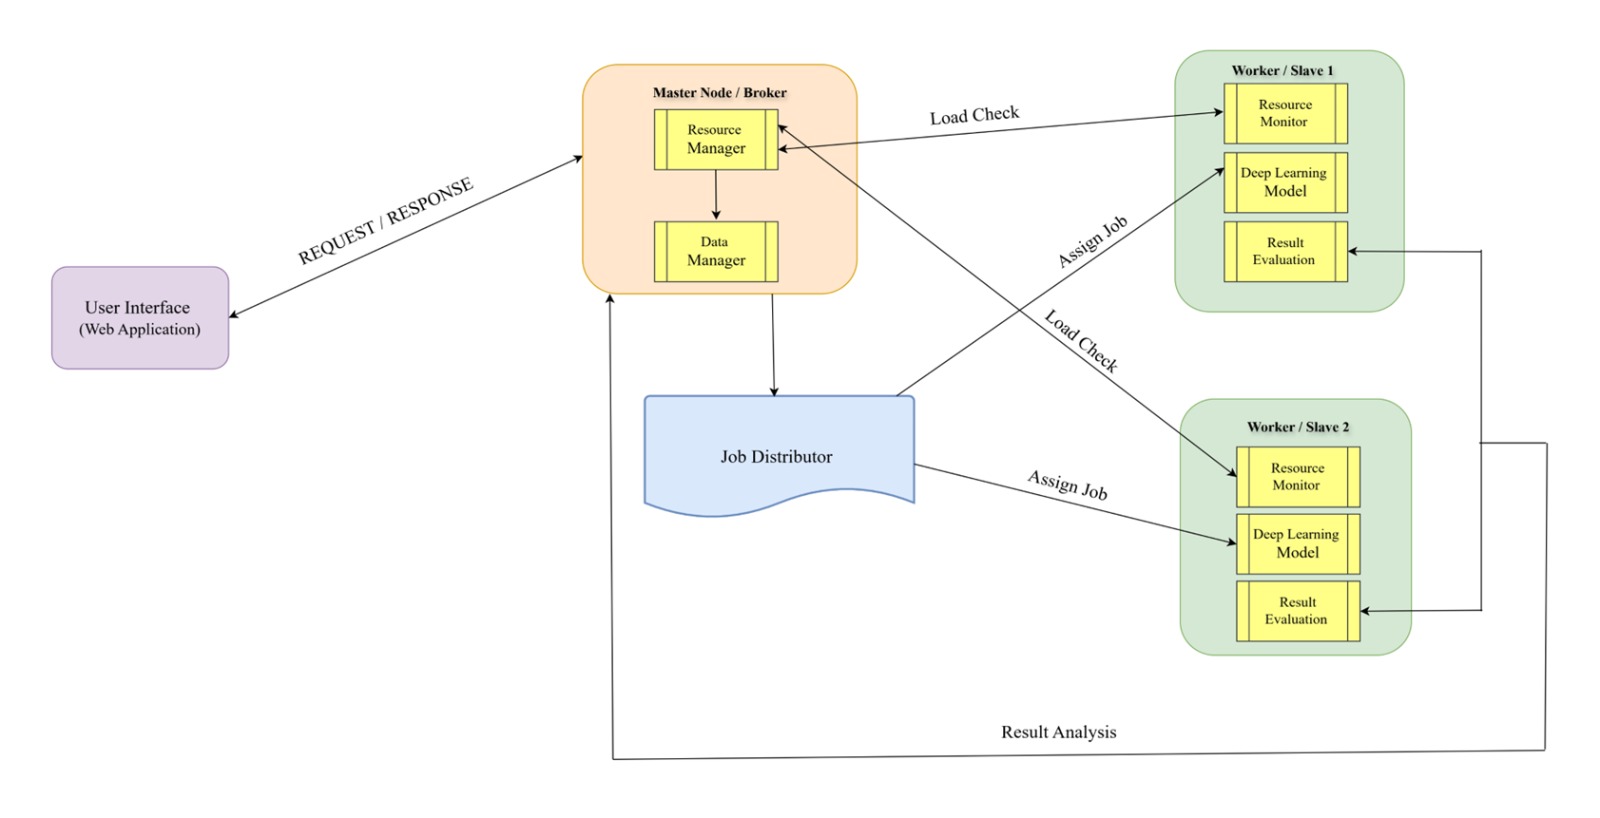 Master Node / Broker
Resource
Manager
Data
Manager
REQUEST / RESPONSE
User Interface
(Web Application)
Job Distributor
Load Check
Assign Job
Load Check
Assign Job
Worker / Slave 1
Resource
Monitor
Deep Learning
Model
Result
Evaluation
Worker / Slave 2
Resource
Monitor
Deep Learning
Model
Result
Evaluation
Result Analysis